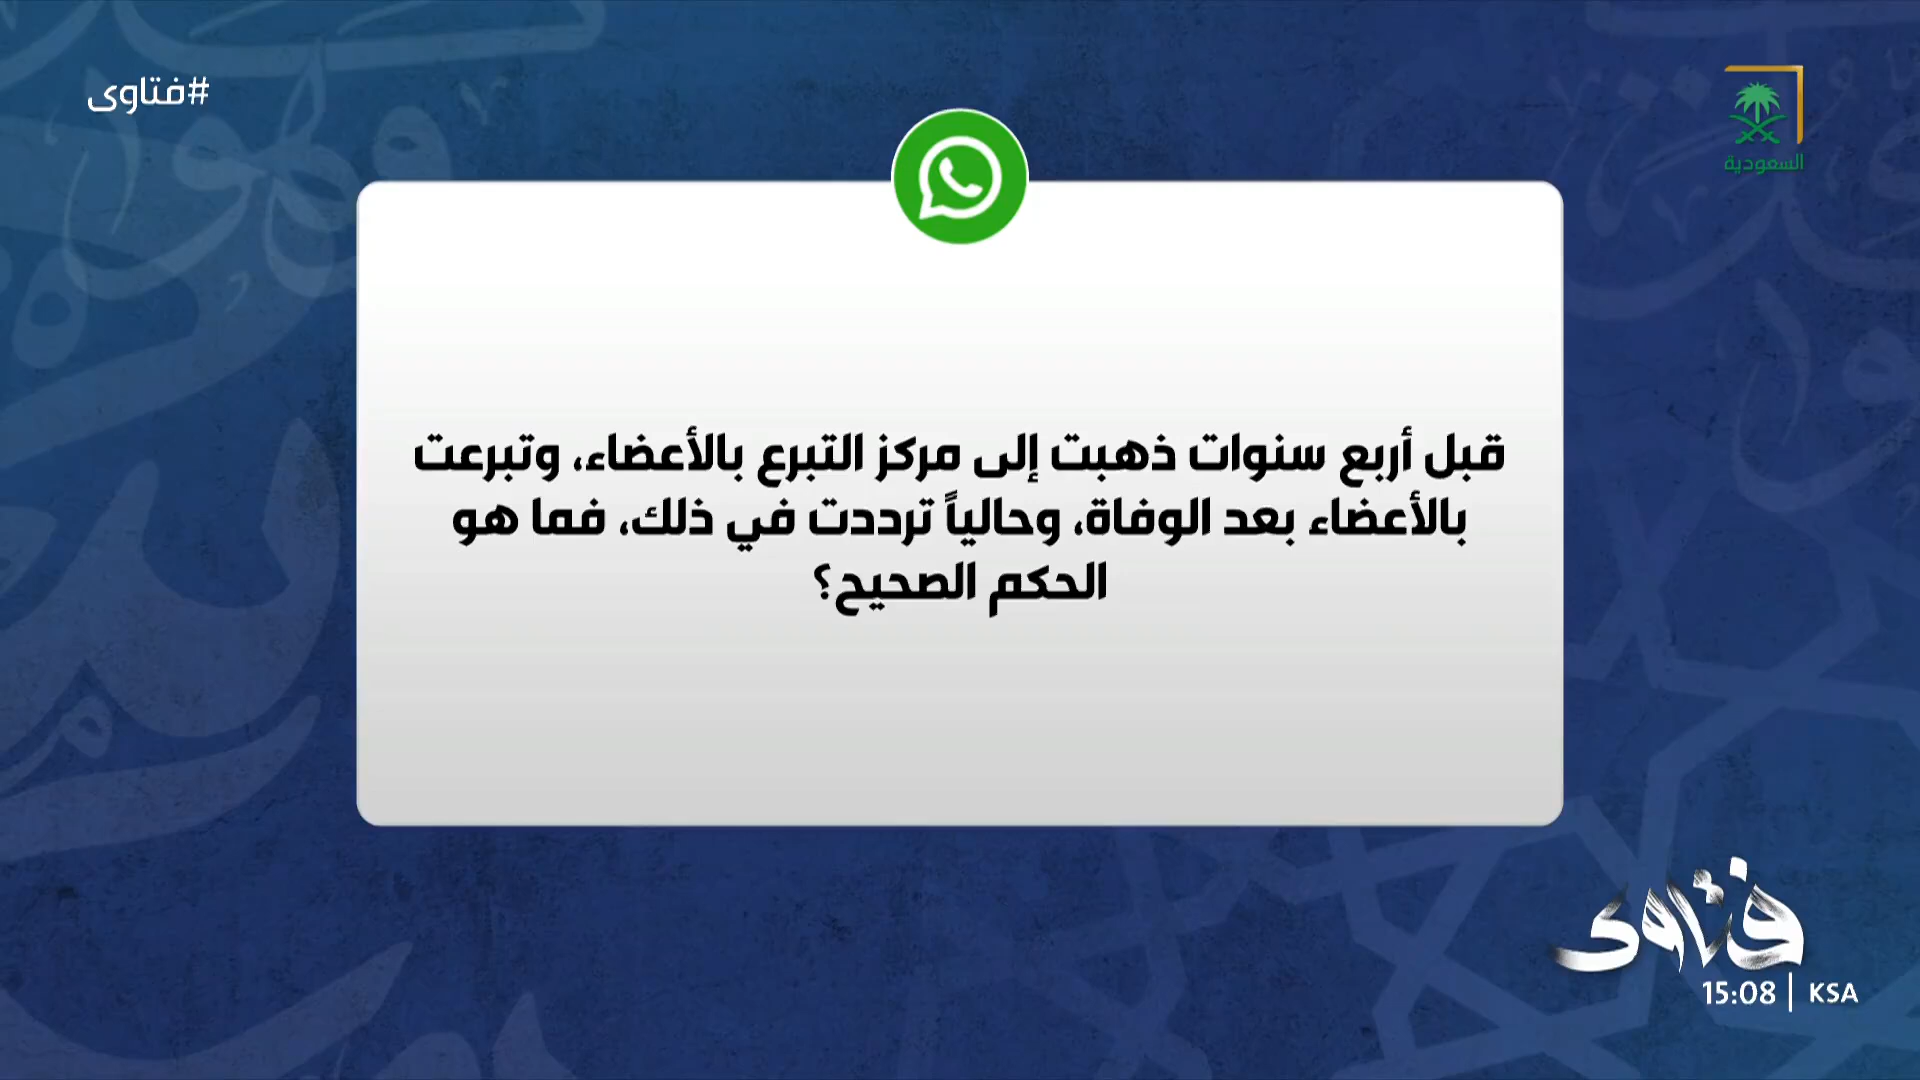 #فتاوى
السعودية
قبل أربع سنوات ذهبت إلى مركز التبرع بالأعضاء، وتبرعت
بالأعضاء بعد الوفاة، وحالياً ترددت في ذلك، فما هو
الحكم الصحيح؟
فتاوى
15:08 | KSA